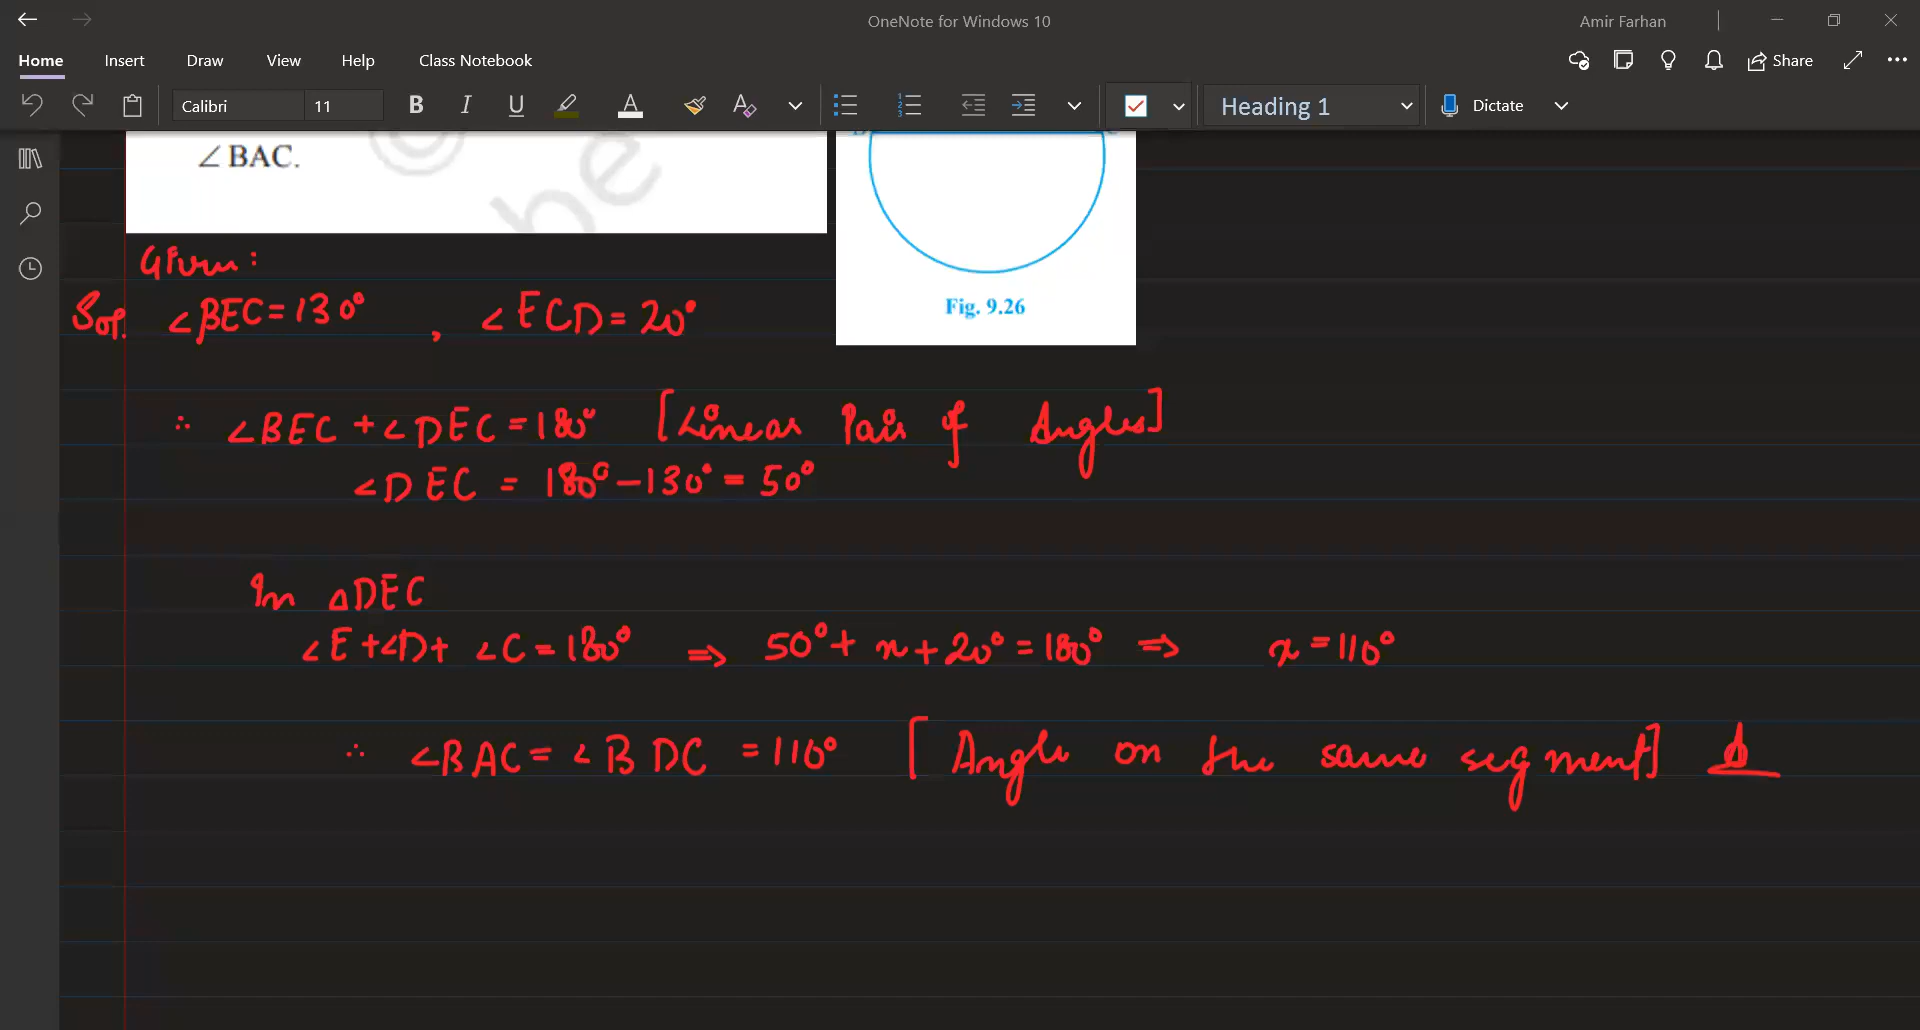 OneNote for Windows 10
Amir Farhan
Home Insert Draw View Help Class Notebook
Share
Calibri 11 B I U A A Heading 1 Dictate
∠ BAC.
be
Given:
∠BEC = 130° , ∠ECD = 20°
Fig. 9.26
∴ ∠BEC + ∠DEC = 180° [Linear Pair of Angles]
∠DEC = 180° - 130° = 50°
In ΔDEC
∠E + ∠D + ∠C = 180° ⇒ 50° + x + 20° = 180° ⇒ x = 110°
∴ ∠BAC = ∠BDC = 110° [Angle on the same segment]